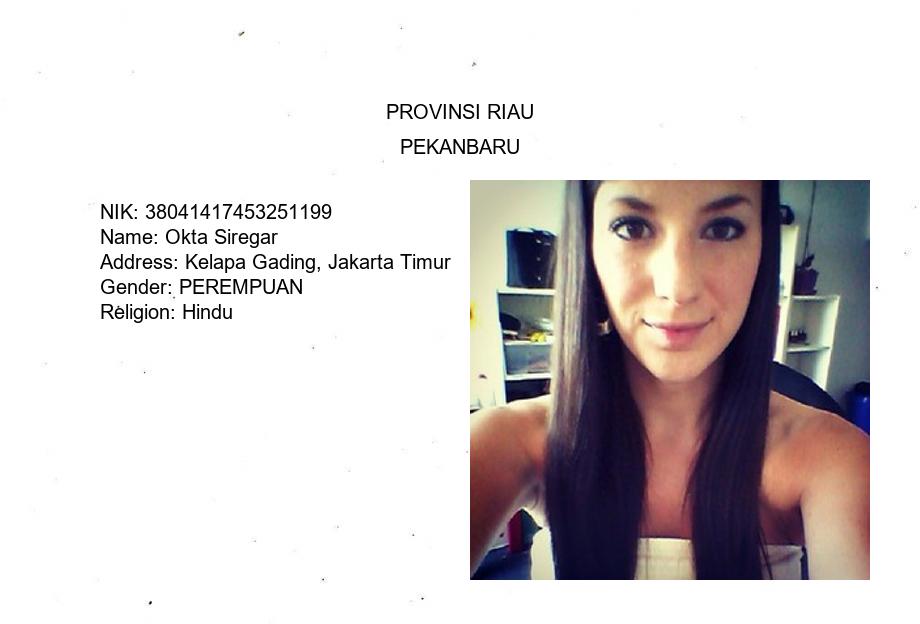 PROVINSI RIAU
PEKANBARU
NIK: 38041417453251199
Name: Okta Siregar
Address: Kelapa Gading, Jakarta Timur
Gender: PEREMPUAN
Religion: Hindu